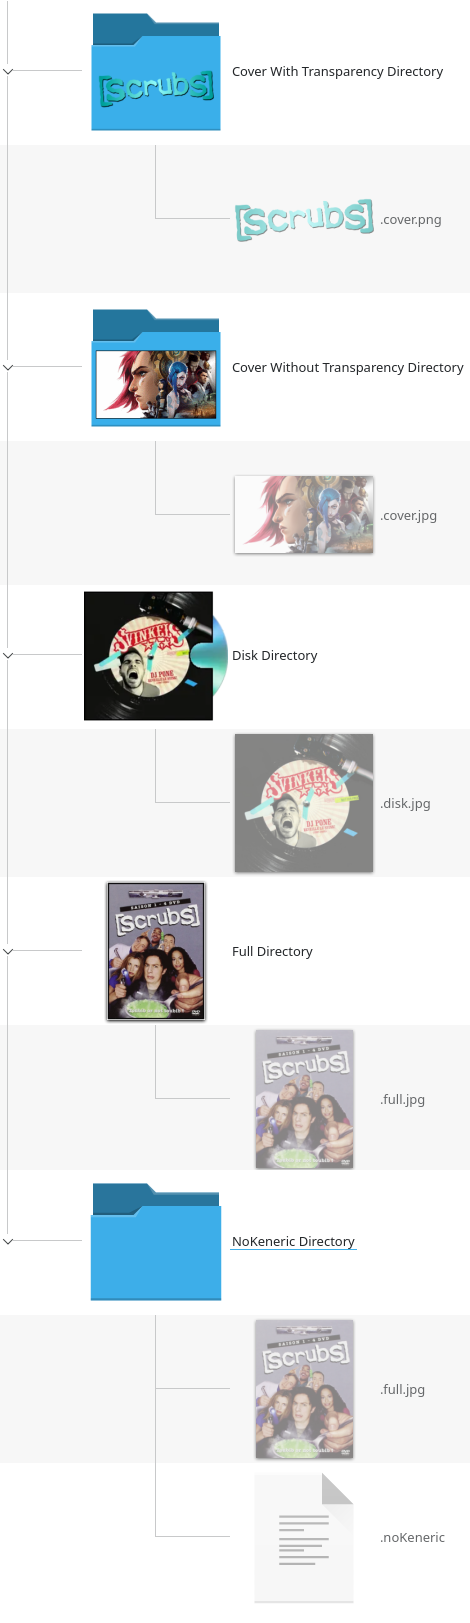 [scrubs]
Cover With Transparency Directory
[scrubs]
.cover.png
Cover Without Transparency Directory
.cover.jpg
SVINKELS
DJ PONE
Disk Directory
SVINKELS
DJ PONE
.disk.jpg
SAISON 1 - 4 DVD
[scrubs]
Full Directory
SAISON 1 - 4 DVD
[scrubs]
.full.jpg
NoKeneric Directory
SAISON 1 - 4 DVD
[scrubs]
.full.jpg
.noKeneric